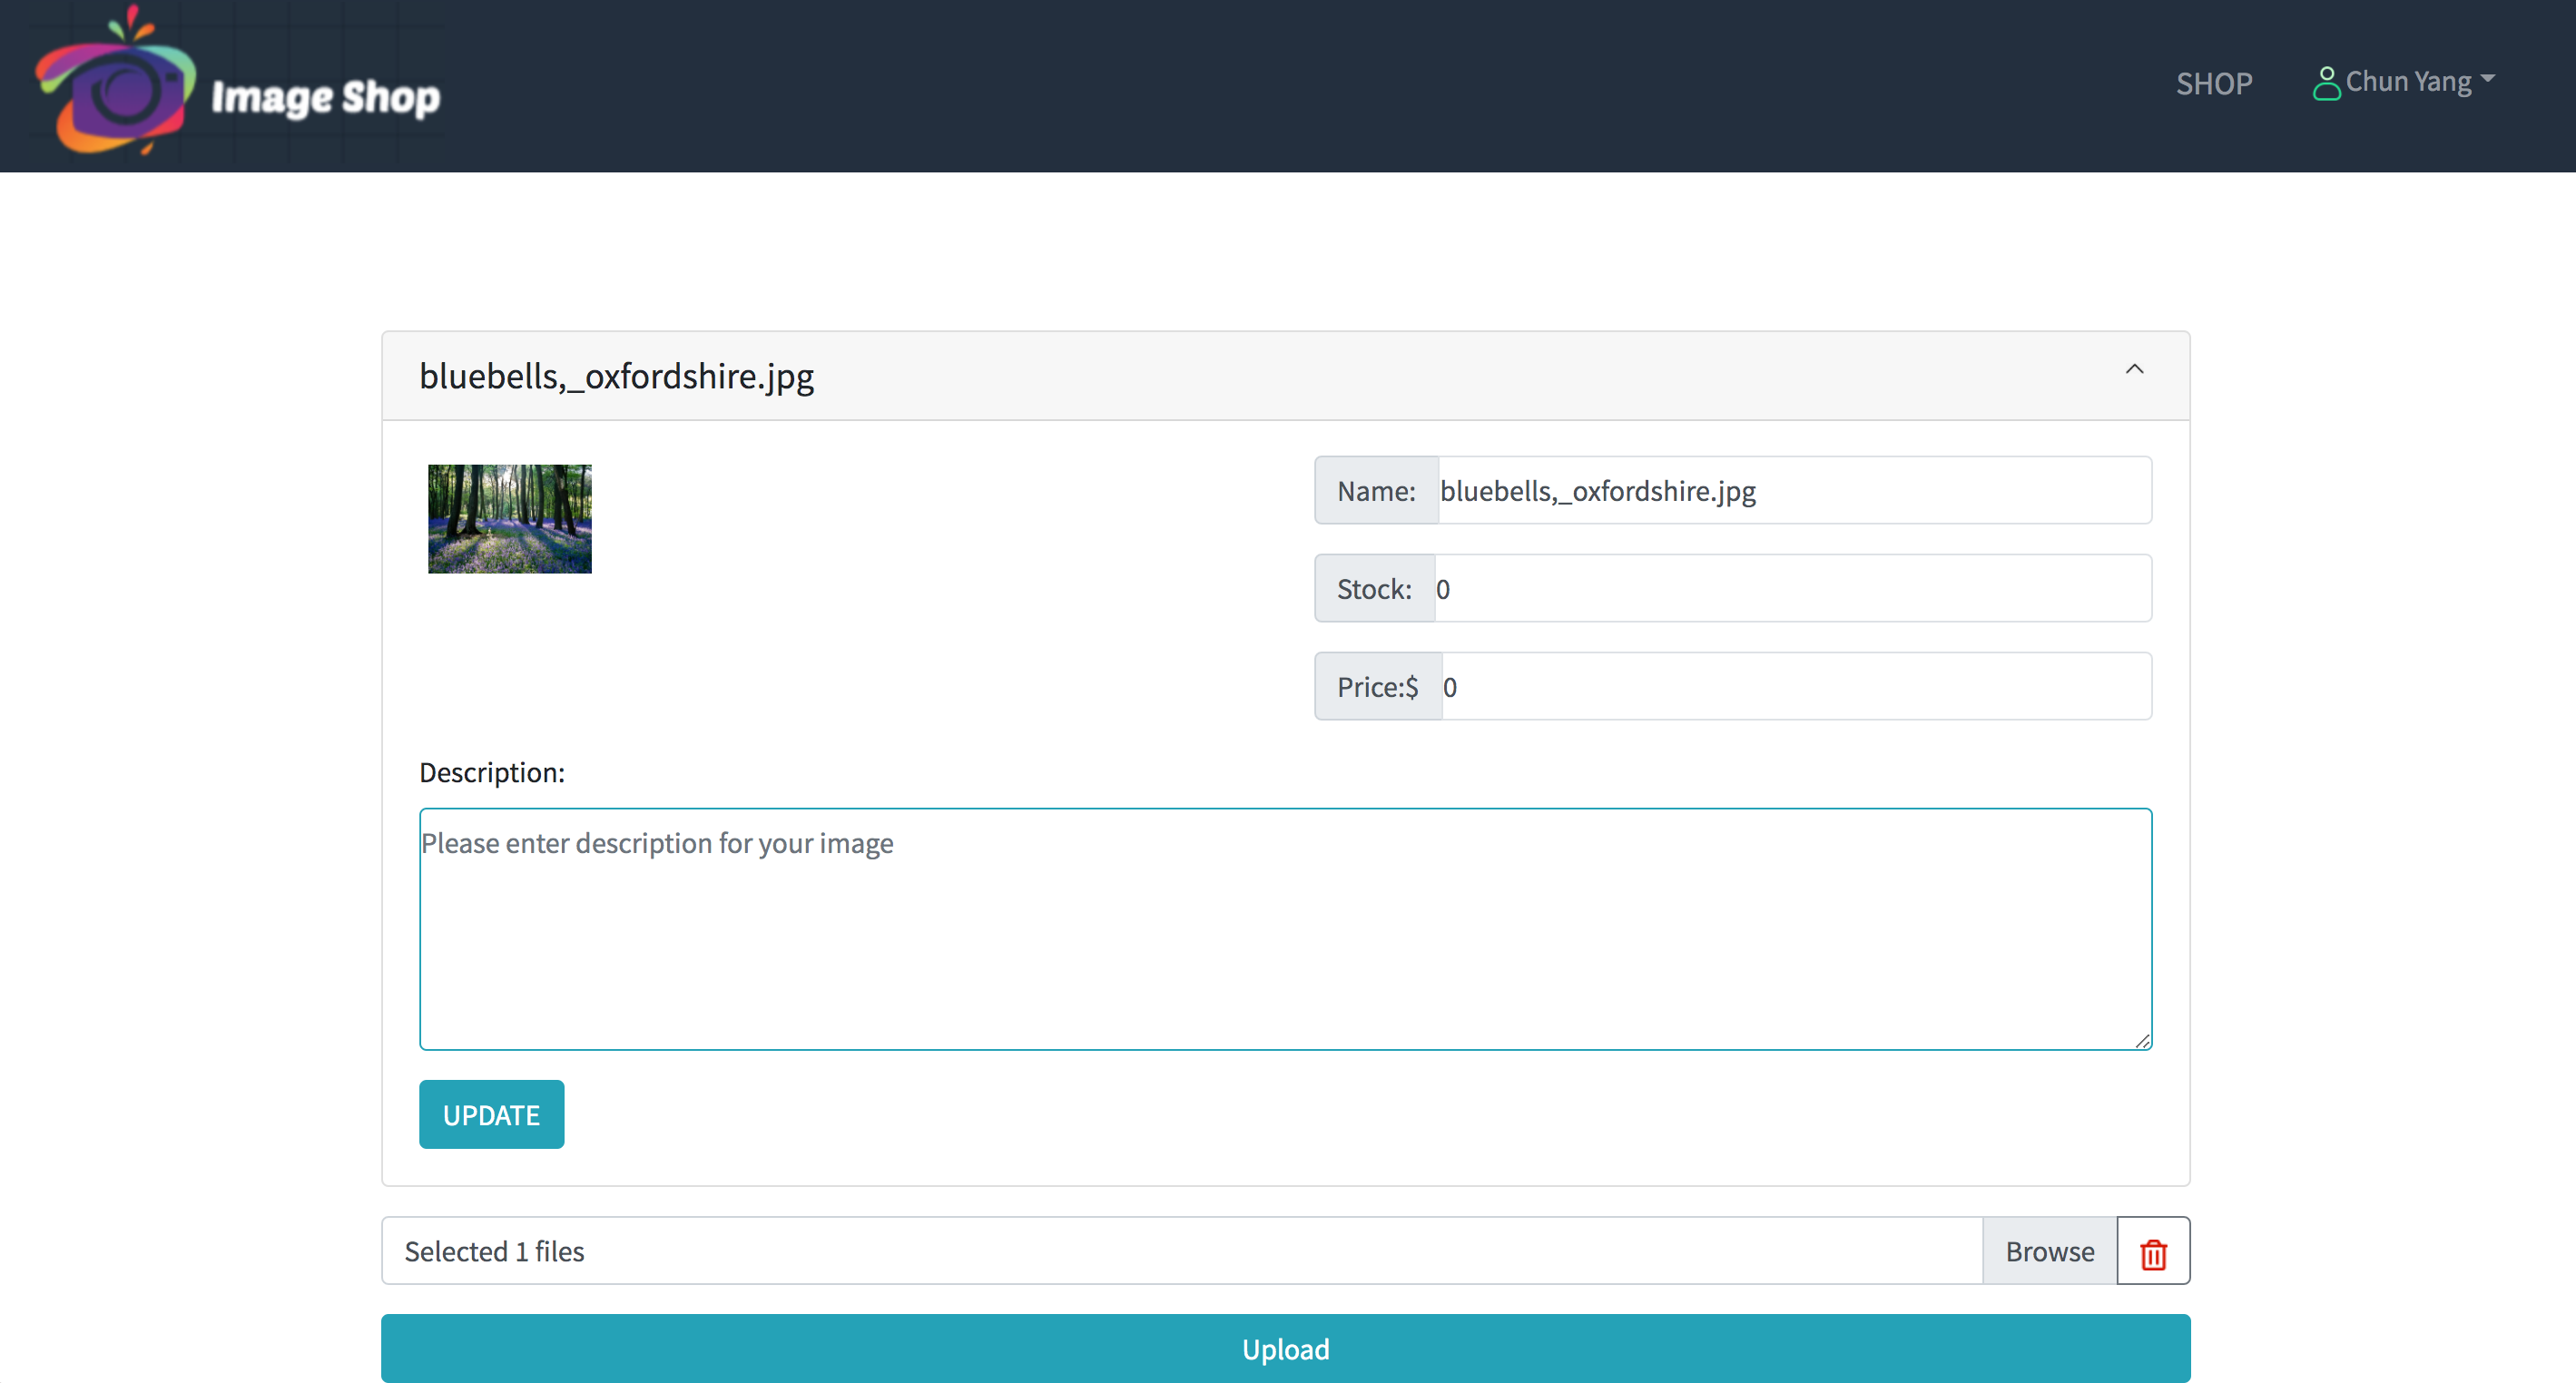 Image Shop
SHOP
Chun Yang
bluebells,_oxfordshire.jpg
Name: bluebells,_oxfordshire.jpg
Stock: 0
Price:$ 0
Description:
Please enter description for your image
UPDATE
Selected 1 files
Browse
Upload